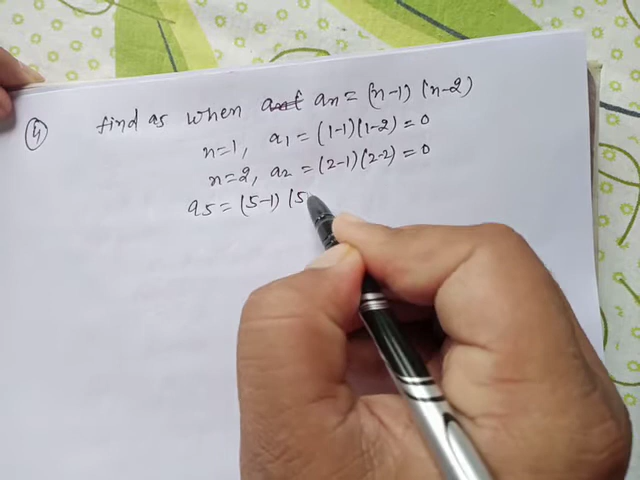 4) find a5 when aₙ = (n-1) (n-2)
n=1, a₁ = (1-1)(1-2) = 0
n=2, a₂ = (2-1)(2-2) = 0
a5 = (5-1) (5